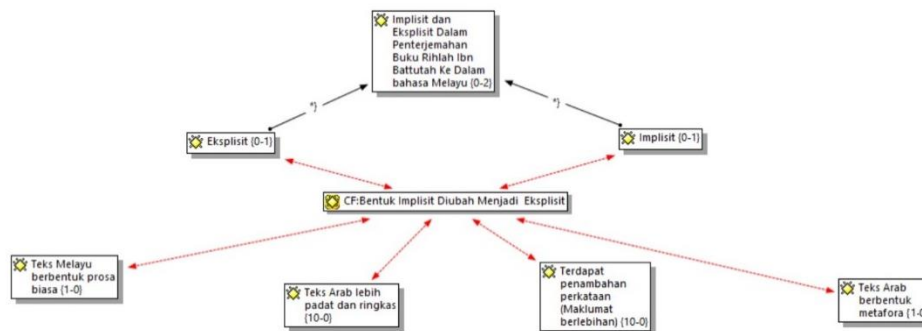 Implisit dan
Eksplisit Dalam
Penterjemahan
Buku Rihlah Ibn
Battutah Ke Dalam
bahasa Melayu {0-2}
*}
*}
Eksplisit {0-1}
Implisit {0-1}
CF:Bentuk Implisit Diubah Menjadi Eksplisit
Teks Melayu
berbentuk prosa
biasa {1-0}
Teks Arab lebih
padat dan ringkas
{10-0}
Terdapat
penambahan
perkataan
(Maklumat
berlebihan) {10-0}
Teks Arab
berbentuk
metafora {1-0